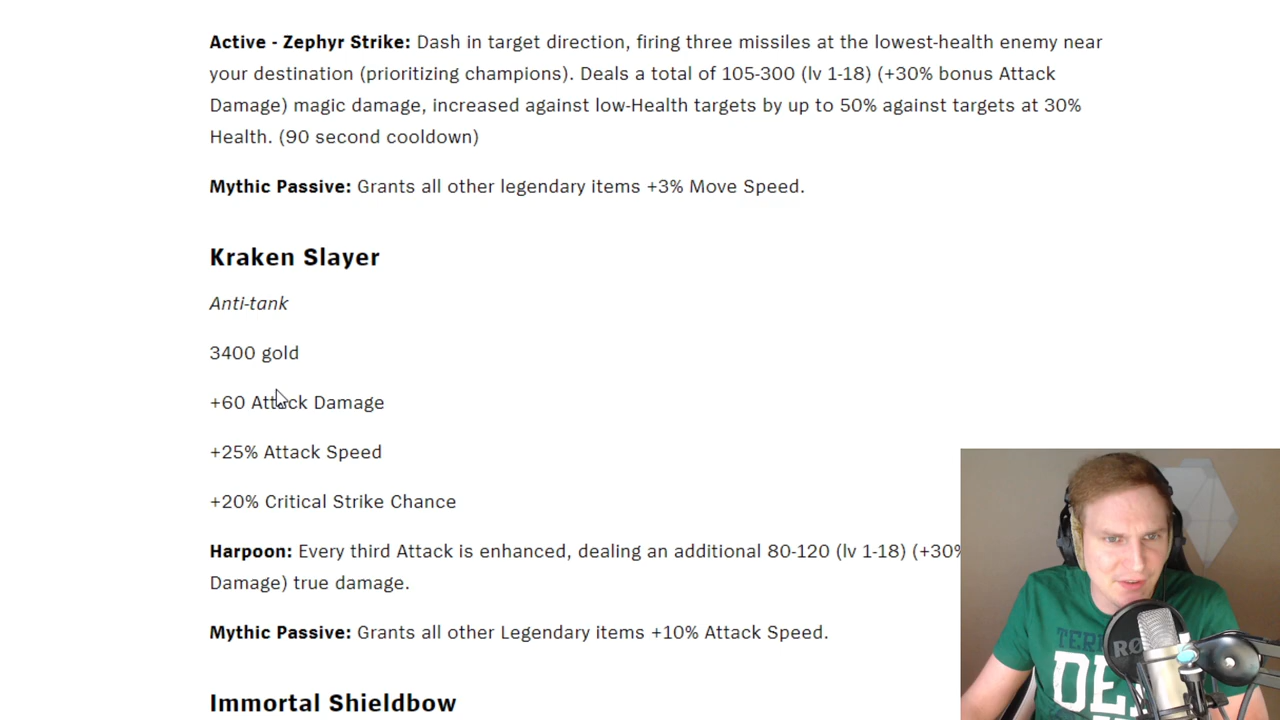 Active - Zephyr Strike: Dash in target direction, firing three missiles at the lowest-health enemy near
your destination (prioritizing champions). Deals a total of 105-300 (lv 1-18) (+30% bonus Attack
Damage) magic damage, increased against low-Health targets by up to 50% against targets at 30%
Health. (90 second cooldown)
Mythic Passive: Grants all other legendary items +3% Move Speed.
Kraken Slayer
Anti-tank
3400 gold
+60 Attack Damage
+25% Attack Speed
+20% Critical Strike Chance
Harpoon: Every third Attack is enhanced, dealing an additional 80-120 (lv 1-18) (+30%
Damage) true damage.
Mythic Passive: Grants all other Legendary items +10% Attack Speed.
Immortal Shieldbow